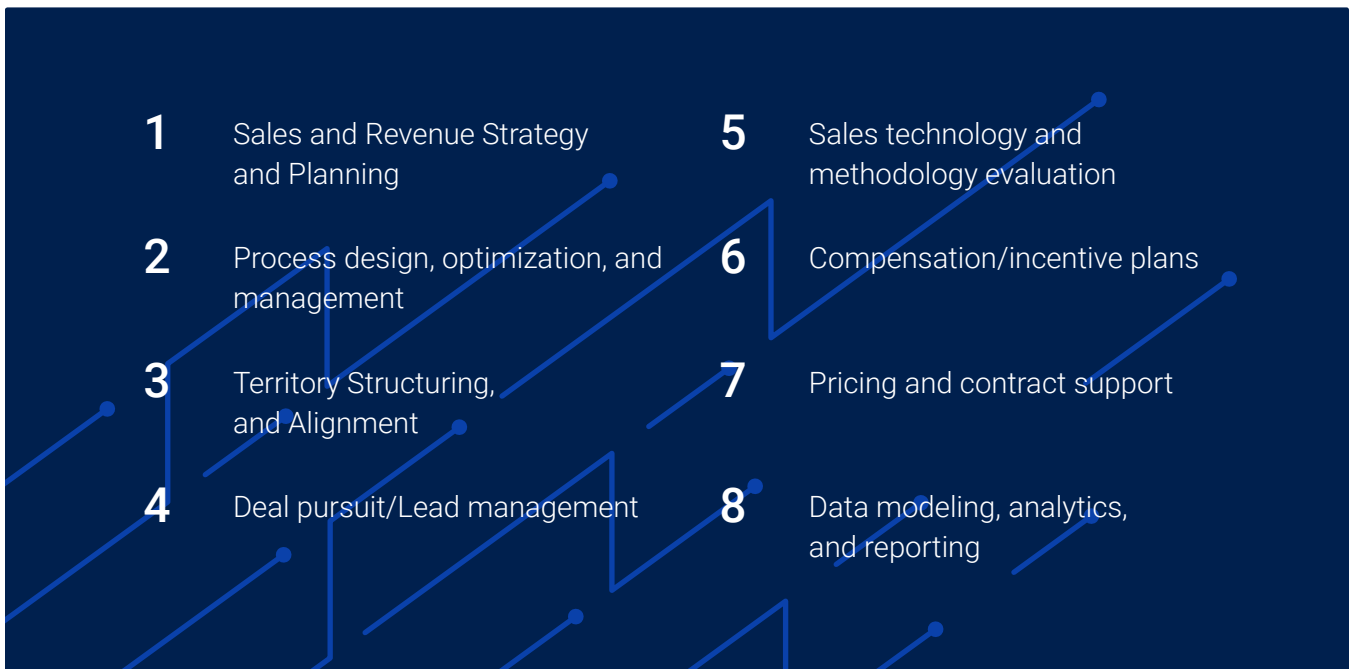 1
Sales and Revenue Strategy
and Planning
2
Process design, optimization, and
management
3
Territory Structuring,
and Alignment
4
Deal pursuit/Lead management
5
Sales technology and
methodology evaluation
6
Compensation/incentive plans
7
Pricing and contract support
8
Data modeling, analytics,
and reporting